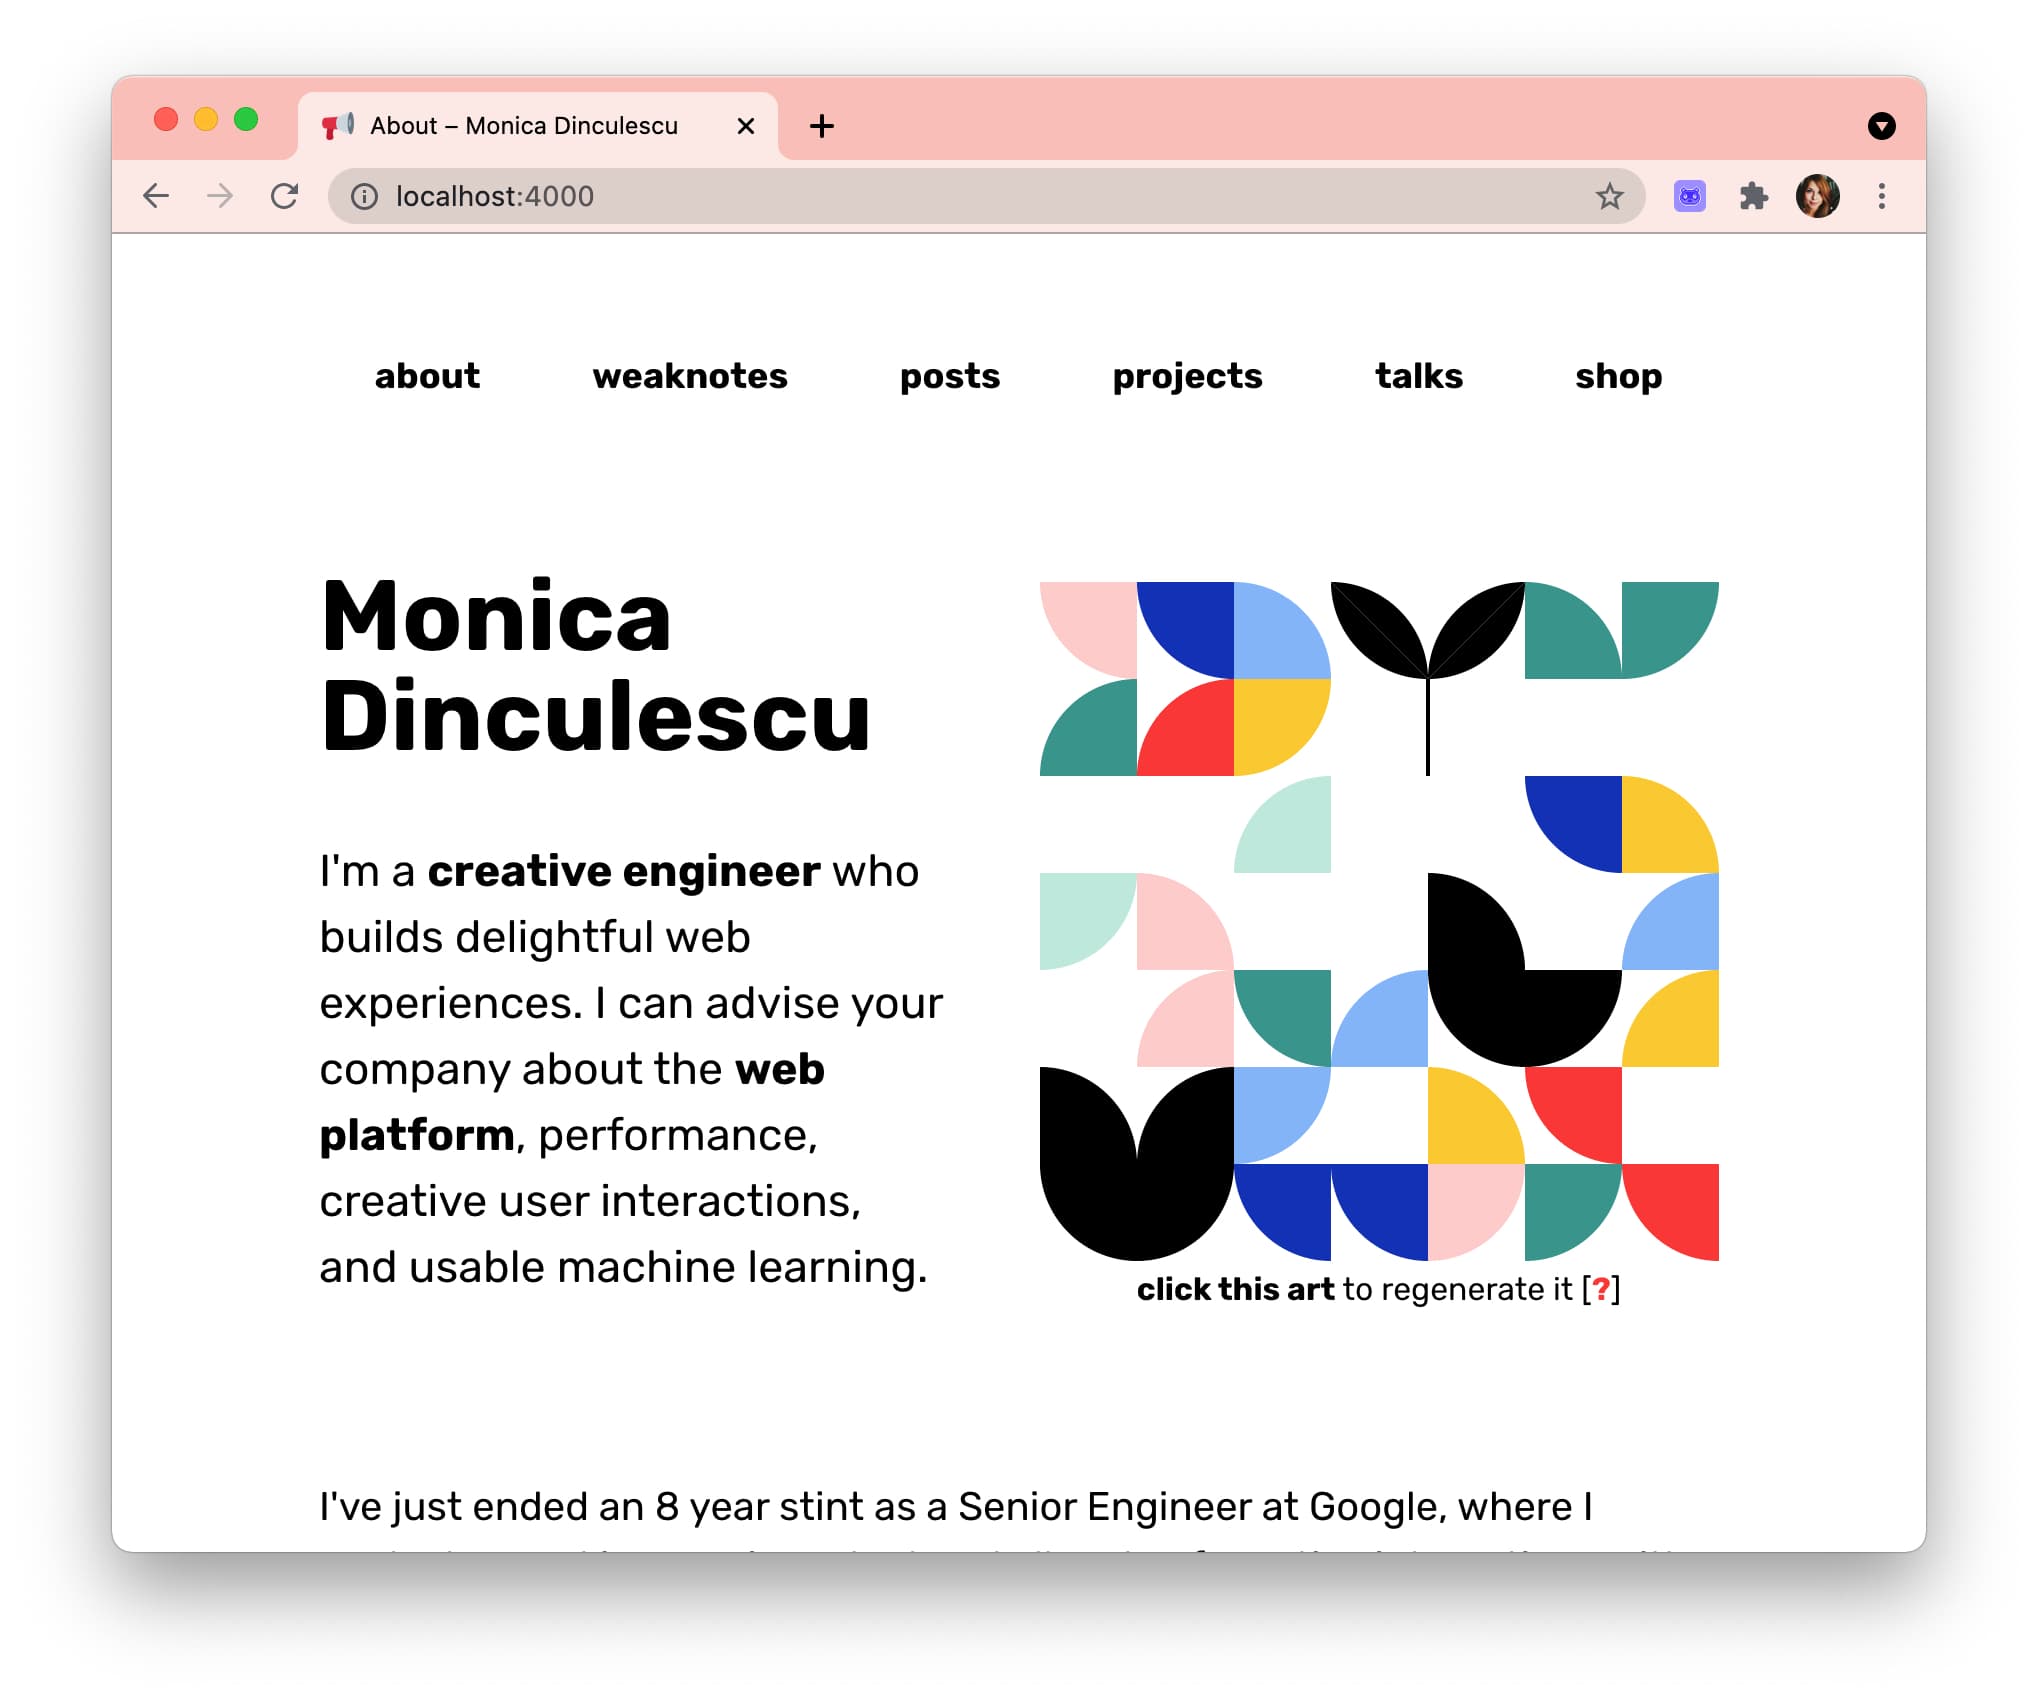 About – Monica Dinculescu
localhost:4000
about weaknotes posts projects talks shop
Monica
Dinculescu
I'm a creative engineer who
builds delightful web
experiences. I can advise your
company about the web
platform, performance,
creative user interactions,
and usable machine learning.
click this art to regenerate it [?]
I've just ended an 8 year stint as a Senior Engineer at Google, where I